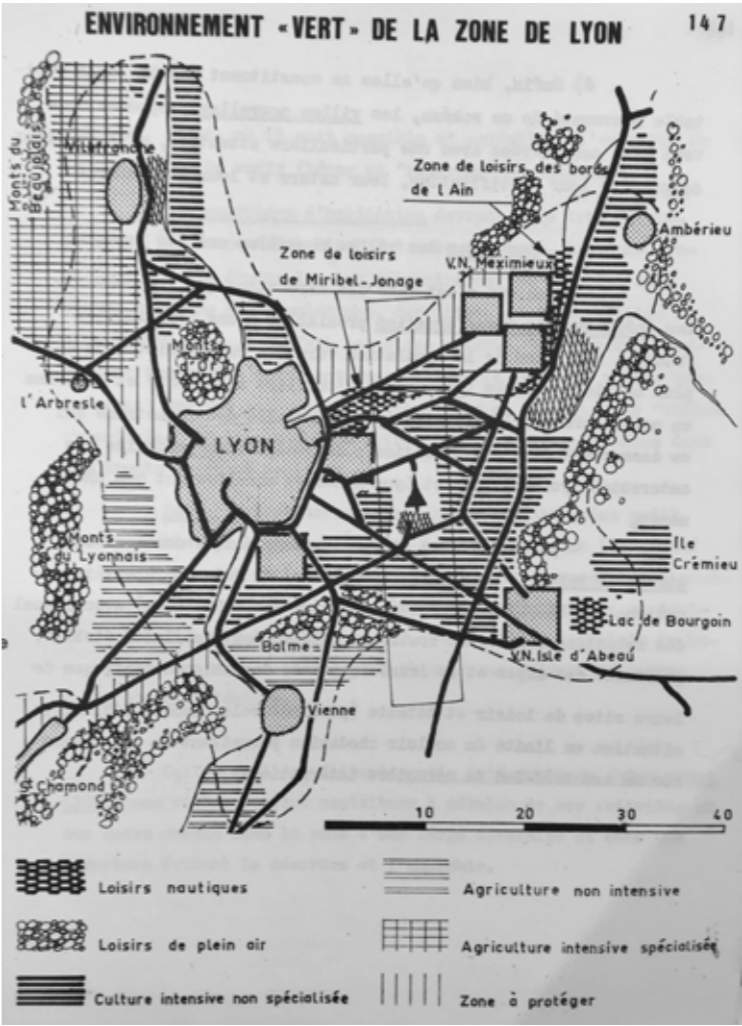 147
ENVIRONNEMENT «VERT» DE LA ZONE DE LYON
Monts du
Beaujolais
Villefranche
Zone de loisirs des bords
de l'Ain
Ambérieu
V.N. Meximieux
Zone de loisirs
de Miribel-Jonage
Monts
d'Or
l'Arbresle
LYON
Monts
du Lyonnais
Île
Crémieu
Lac de Bourgoin
Balme
V.N. Isle d'Abeau
Vienne
St Chamond
10 20 30 40
Loisirs nautiques
Agriculture non intensive
Loisirs de plein air
Agriculture intensive spécialisée
Culture intensive non spécialisée
Zone à protéger